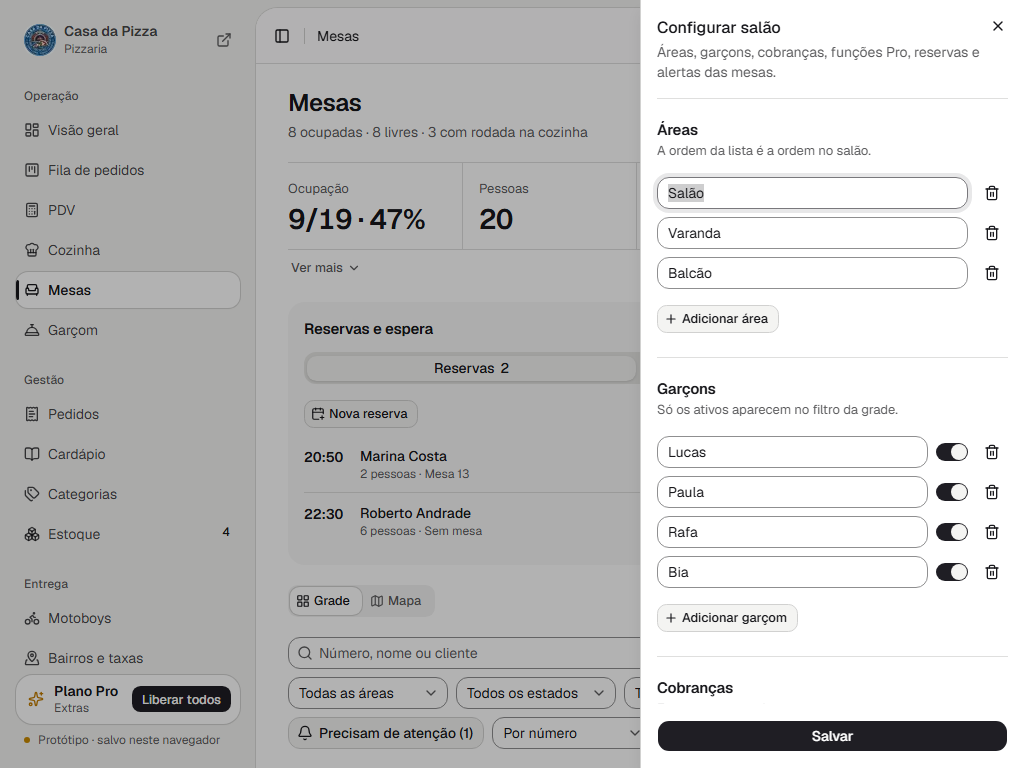 Casa da Pizza
Pizzaria
Operação
Visão geral
Fila de pedidos
PDV
Cozinha
Mesas
Garçom
Gestão
Pedidos
Cardápio
Categorias
Estoque 4
Entrega
Motoboys
Bairros e taxas
Plano Pro
Extras
Liberar todos
Protótipo · salvo neste navegador
Mesas
Mesas
8 ocupadas · 8 livres · 3 com rodada na cozinha
Ocupação
9/19 · 47%
Pessoas
20
Ver mais
Reservas e espera
Reservas 2
Nova reserva
20:50 Marina Costa
2 pessoas · Mesa 13
22:30 Roberto Andrade
6 pessoas · Sem mesa
Grade Mapa
Número, nome ou cliente
Todas as áreas Todos os estados
Precisam de atenção (1) Por número
Configurar salão
Áreas, garçons, cobranças, funções Pro, reservas e
alertas das mesas.
Áreas
A ordem da lista é a ordem no salão.
Salão
Varanda
Balcão
Adicionar área
Garçons
Só os ativos aparecem no filtro da grade.
Lucas
Paula
Rafa
Bia
Adicionar garçom
Cobranças
Salvar